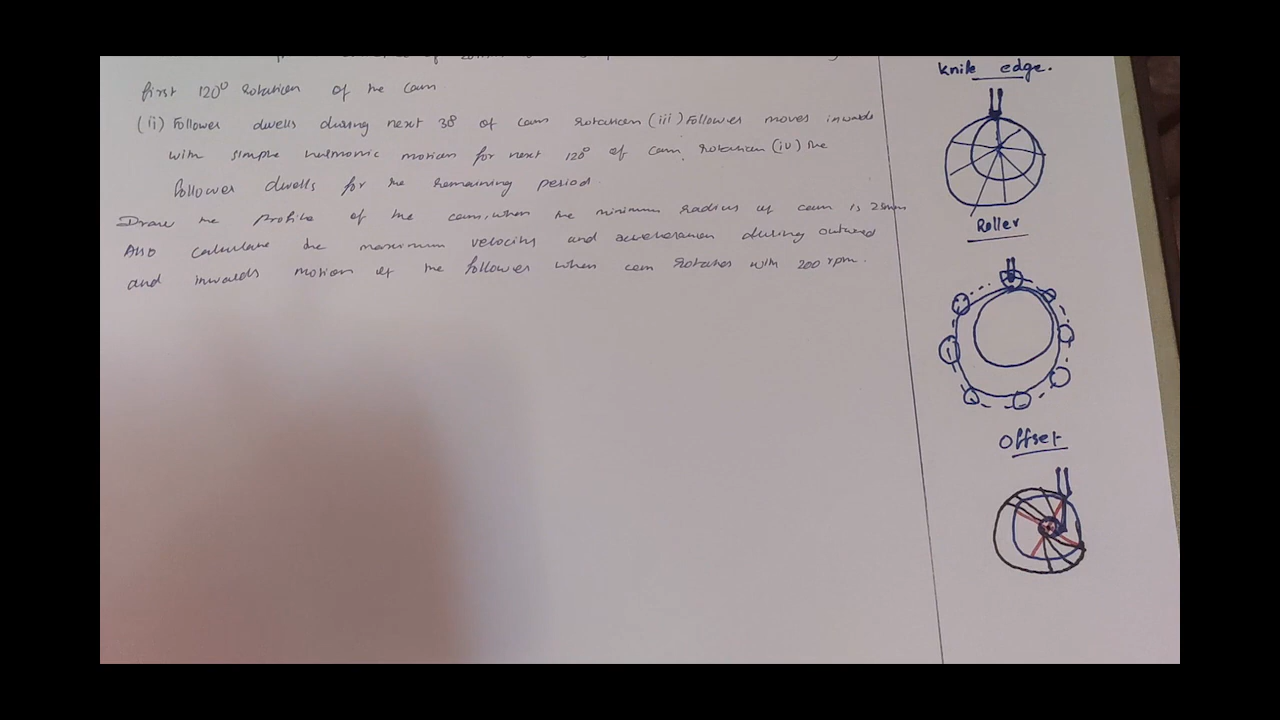 first 120° rotation of the cam
(ii) Follower dwells during next 30° of cam rotation (iii) Follower moves inwards
with simple harmonic motion for next 120° of cam rotation (iv) The
follower dwells for the remaining period.
Draw the profile of the cam, when the minimum radius of cam is 25mm
Also calculate the maximum velocity and acceleration during outward
and inwards motion of the follower when cam rotates with 200 rpm.
Knife edge.
Roller
Offset